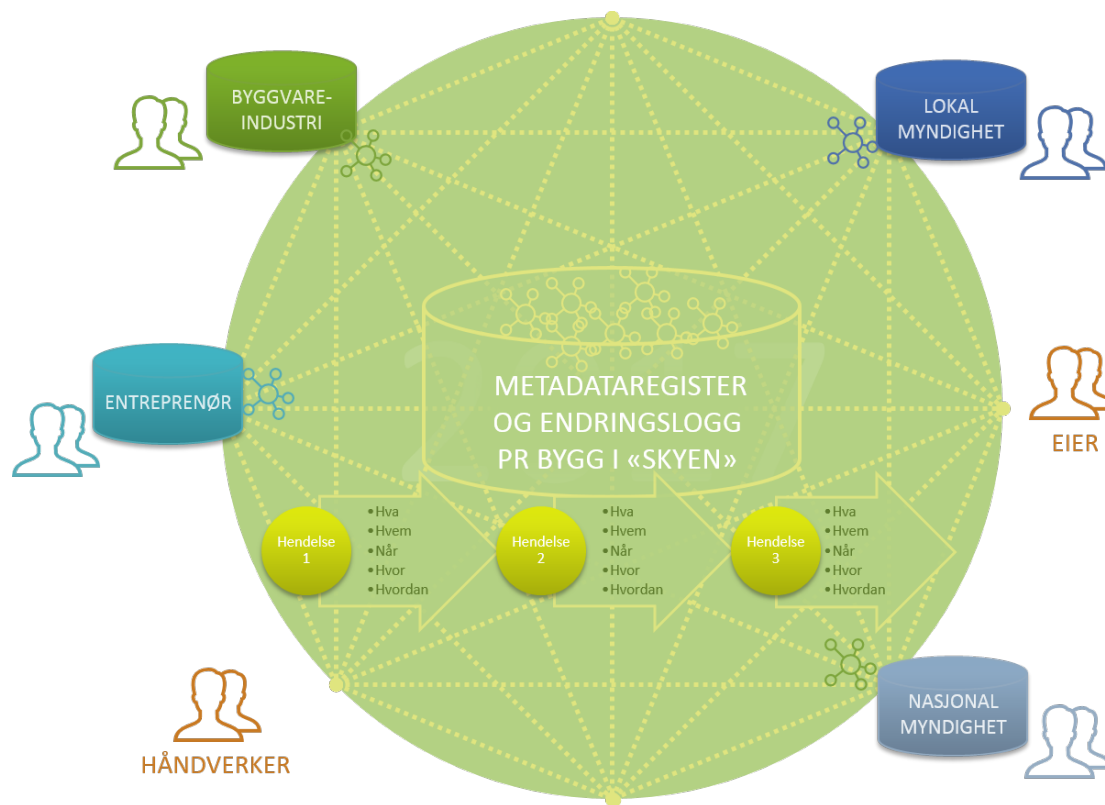 BYGGVARE-
INDUSTRI
LOKAL
MYNDIGHET
ENTREPRENØR
METADATAREGISTER
OG ENDRINGSLOGG
PR BYGG I «SKYEN»
EIER
Hendelse
1
• Hva
• Hvem
• Når
• Hvor
• Hvordan
Hendelse
2
• Hva
• Hvem
• Når
• Hvor
• Hvordan
Hendelse
3
• Hva
• Hvem
• Når
• Hvor
• Hvordan
HÅNDVERKER
NASJONAL
MYNDIGHET